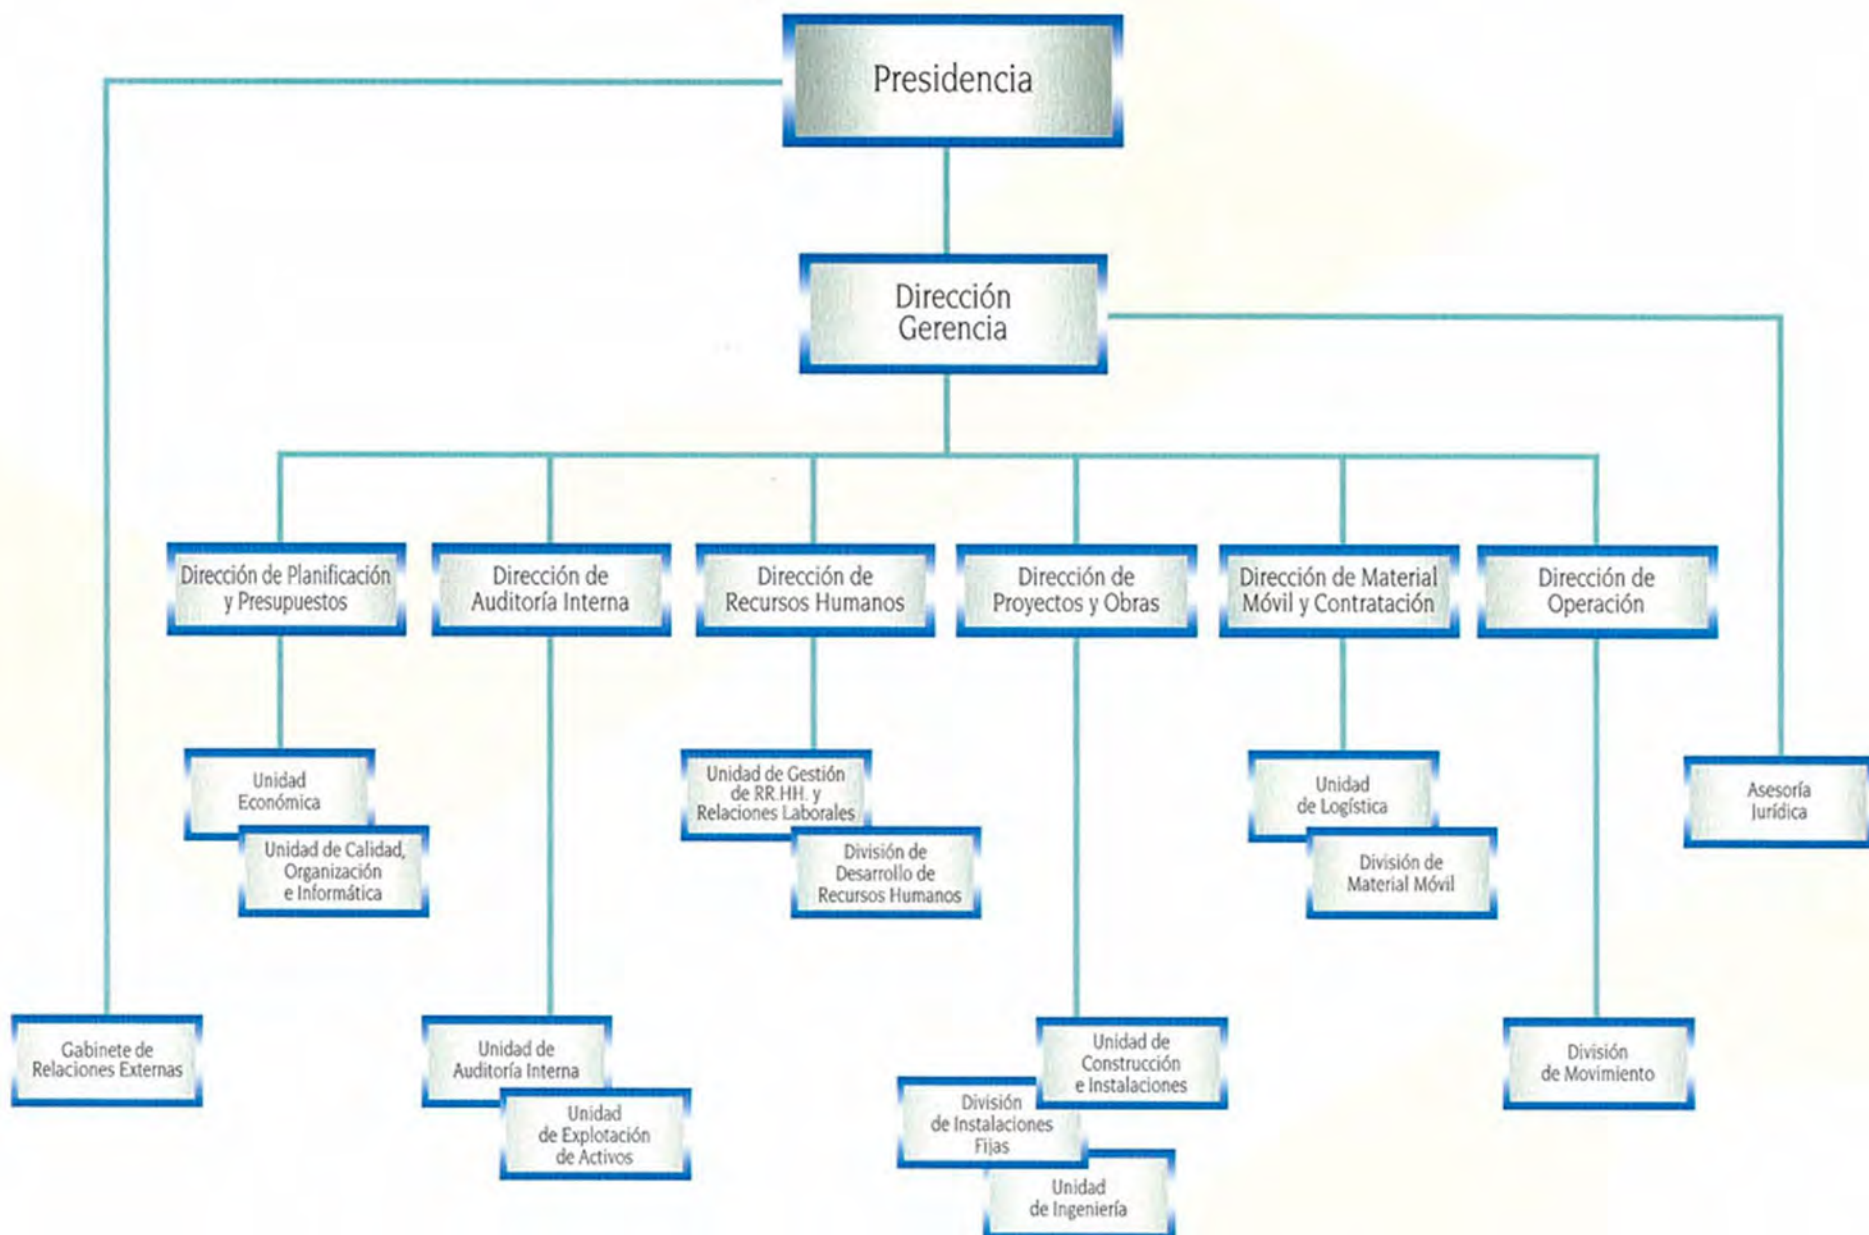 Presidencia
Dirección
Gerencia
Dirección de Planificación
y Presupuestos
Dirección de
Auditoría Interna
Dirección de
Recursos Humanos
Dirección de
Proyectos y Obras
Dirección de Material
Móvil y Contratación
Dirección de
Operación
Unidad
Económica
Unidad de Calidad,
Organización
e Informática
Unidad de Gestión
de RR.HH. y
Relaciones Laborales
División de
Desarrollo de
Recursos Humanos
Unidad
de Logística
División de
Material Móvil
Asesoría
Jurídica
Gabinete de
Relaciones Externas
Unidad de
Auditoría Interna
Unidad
de Explotación
de Activos
Unidad de
Construcción
e Instalaciones
División
de Instalaciones
Fijas
Unidad
de Ingeniería
División
de Movimiento